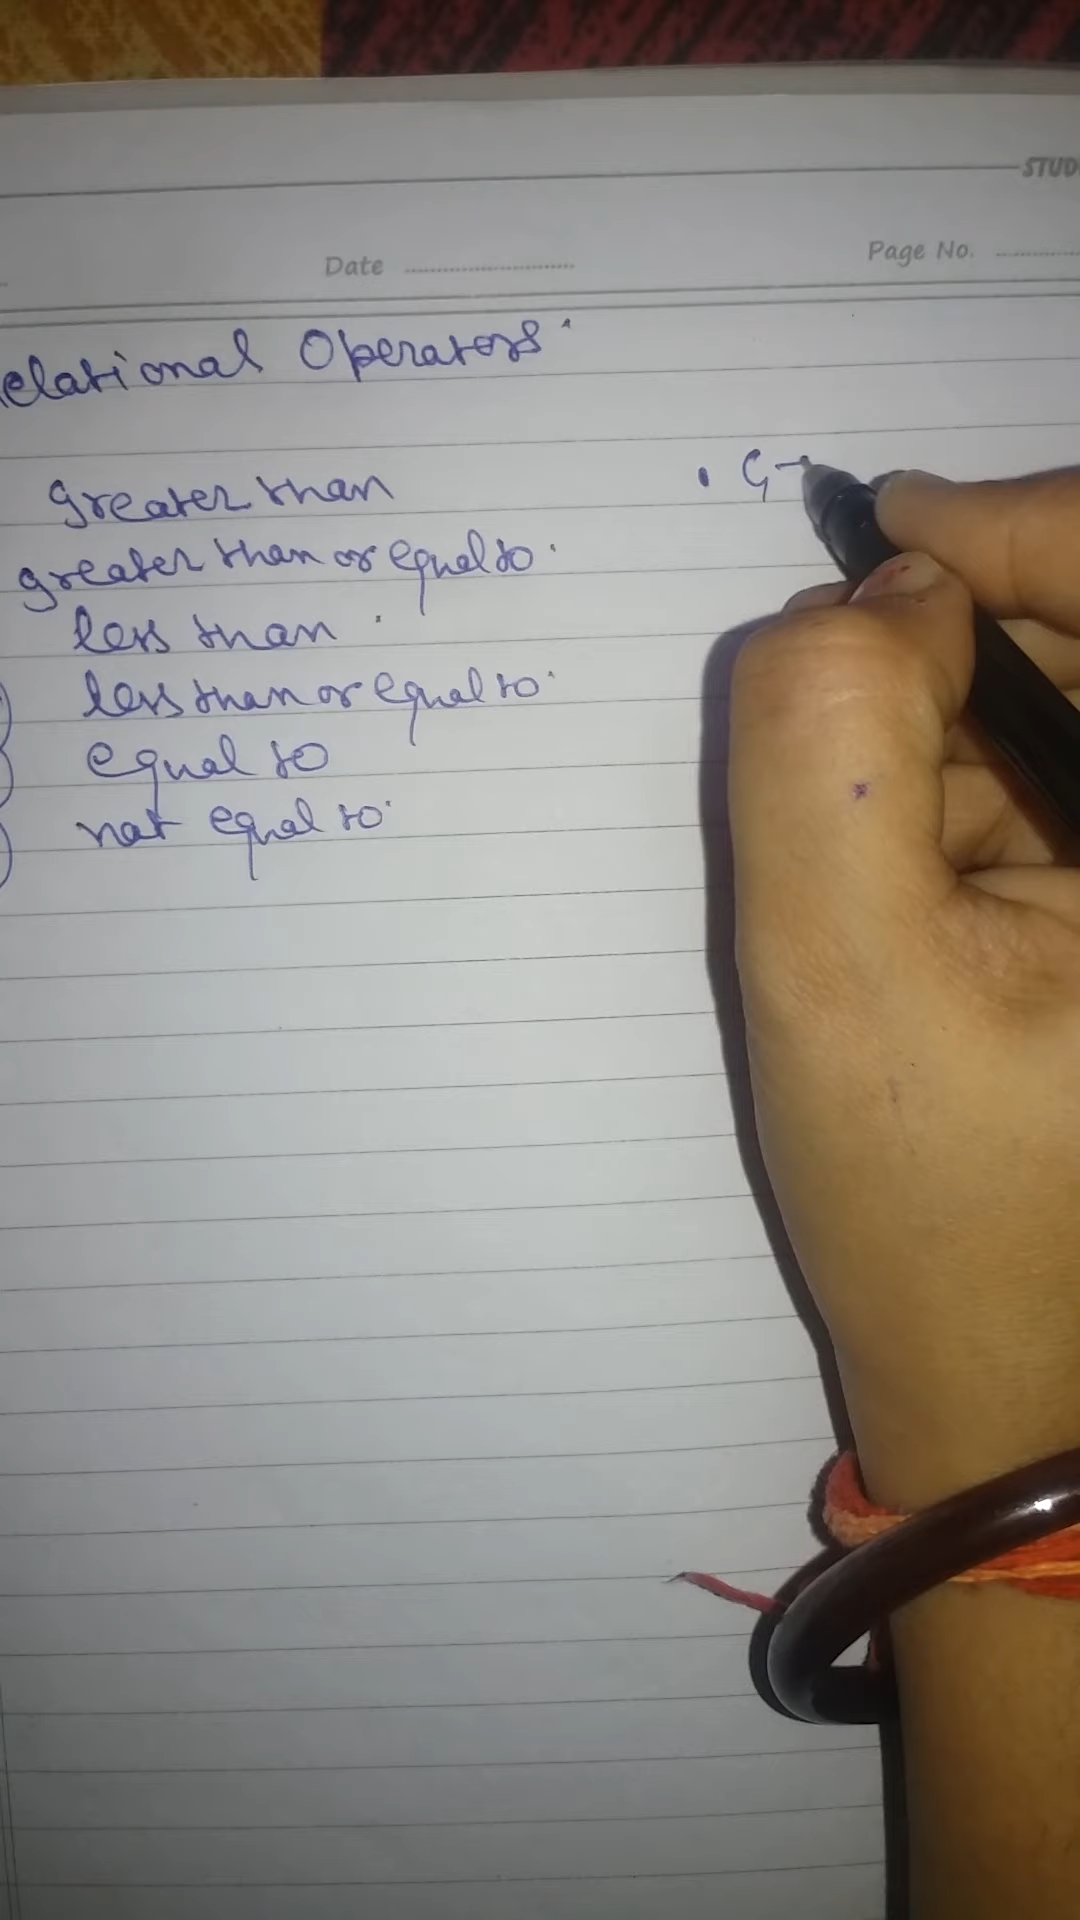 STUD
Date
Page No.
elational Operators
greater than . G
greater than or equal to.
less than .
less than or equal to.
equal to
not equal to.